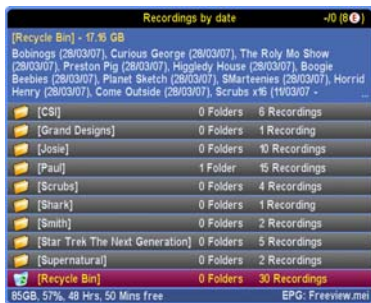 Recordings by date -/0 (8E)
[Recycle Bin] - 17.15 GB
Bobinogs (28/03/07), Curious George (28/03/07), The Roly Mo Show
(28/03/07), Preston Pig (28/03/07), Higgledy House (28/03/07), Boogie
Beebies (28/03/07), Planet Sketch (28/03/07), SMarteenies (28/03/07), Horrid
Henry (28/03/07), Come Outside (28/03/07), Scrubs x16 (11/03/07 - ...
[CSI] 0 Folders 6 Recordings
[Grand Designs] 0 Folders 1 Recording
[Josie] 0 Folders 10 Recordings
[Paul] 1 Folder 15 Recordings
[Scrubs] 0 Folders 4 Recordings
[Shark] 0 Folders 1 Recording
[Smith] 0 Folders 2 Recordings
[Star Trek The Next Generation] 0 Folders 5 Recordings
[Supernatural] 0 Folders 2 Recordings
[Recycle Bin] 0 Folders 30 Recordings
85GB, 57%, 48 Hrs, 50 Mins free EPG: Freeview.mei